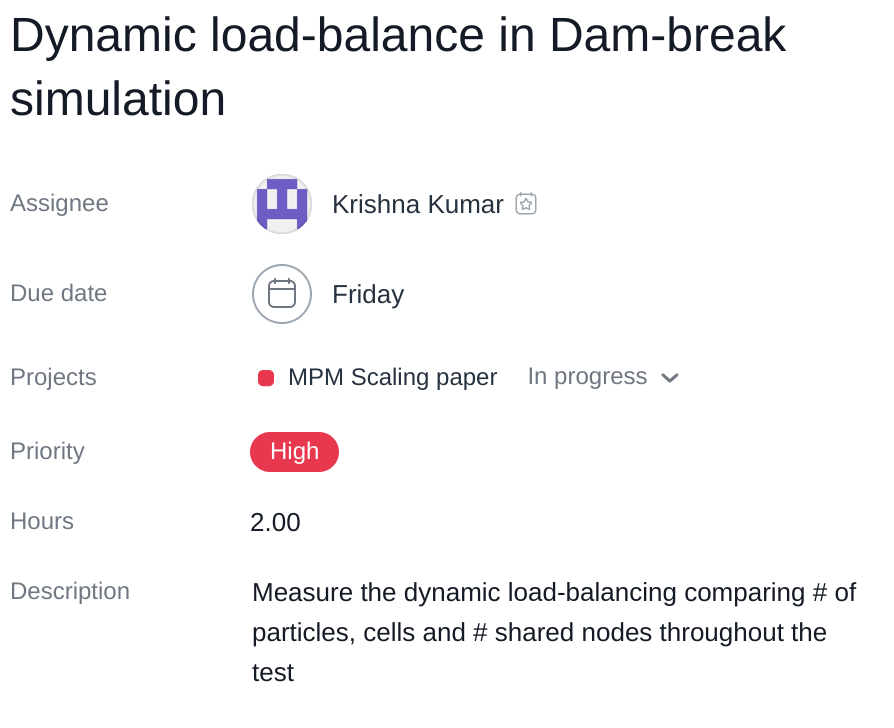 Dynamic load-balance in Dam-break
simulation
Assignee Krishna Kumar
Due date Friday
Projects MPM Scaling paper In progress
Priority High
Hours 2.00
Description Measure the dynamic load-balancing comparing # of
particles, cells and # shared nodes throughout the
test